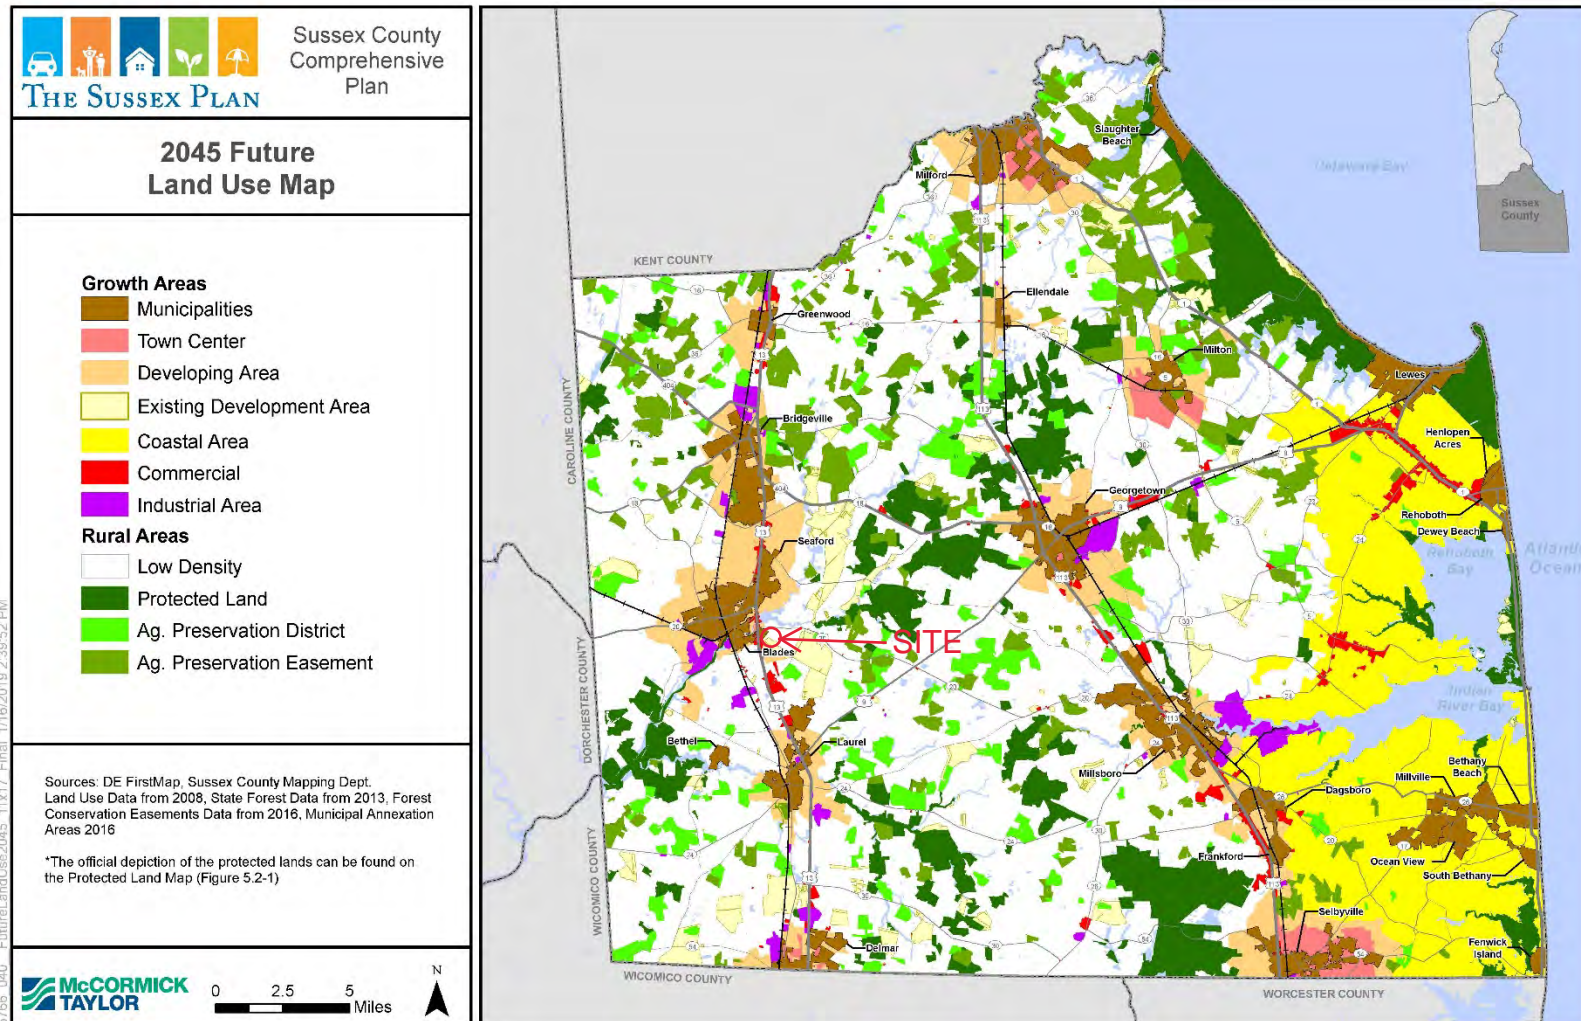 THE SUSSEX PLAN
Sussex County
Comprehensive
Plan
2045 Future
Land Use Map
Growth Areas
Municipalities
Town Center
Developing Area
Existing Development Area
Coastal Area
Commercial
Industrial Area
Rural Areas
Low Density
Protected Land
Ag. Preservation District
Ag. Preservation Easement
Sources: DE FirstMap, Sussex County Mapping Dept.
Land Use Data from 2008, State Forest Data from 2013, Forest
Conservation Easements Data from 2016, Municipal Annexation
Areas 2016
*The official depiction of the protected lands can be found on
the Protected Land Map (Figure 5.2-1)
McCORMICK
TAYLOR
0 2.5 5
Miles
N
Slaughter
Beach
Milford
Delaware Bay
Sussex
County
KENT COUNTY
Greenwood
Ellendale
Milton
Lewes
CAROLINE COUNTY
Bridgeville
Henlopen
Acres
Georgetown
Rehoboth
Dewey Beach
Rehoboth
Bay
Atlantic
Ocean
Seaford
SITE
Blades
DORCHESTER COUNTY
Indian
River Bay
Bethel
Laurel
Millsboro
Millville
Bethany
Beach
Dagsboro
Frankford
Ocean View
South Bethany
WICOMICO COUNTY
Selbyville
Delmar
Fenwick
Island
WICOMICO COUNTY
WORCESTER COUNTY